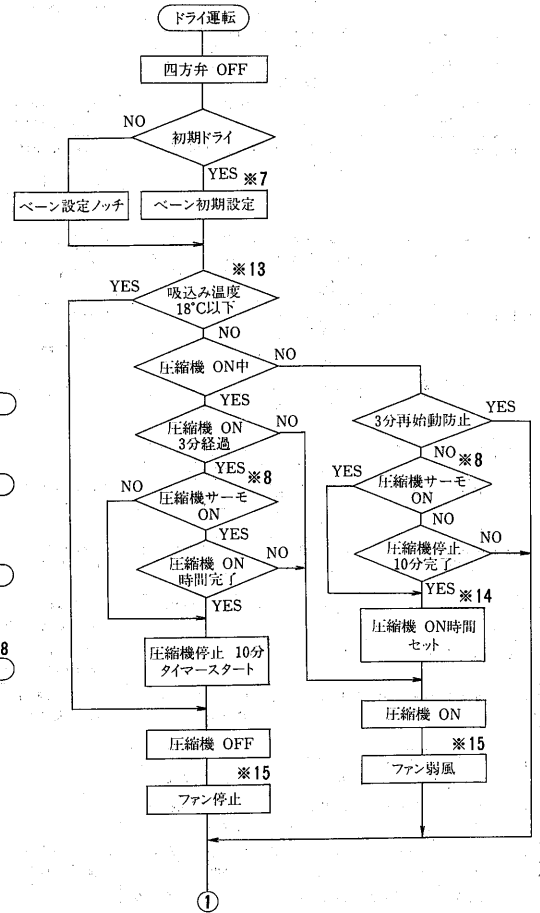 ドライ運転
四方弁 OFF
NO
初期ドライ
YES ※7
ベーン設定ノッチ
ベーン初期設定
※13
YES
吸込み温度
18℃以下
NO
圧縮機 ON中
NO
YES
圧縮機 ON
3分経過
NO
3分再始動防止
YES
YES ※8
NO ※8
NO
圧縮機サーモ
ON
YES
圧縮機サーモ
ON
YES
NO
圧縮機 ON
時間完了
NO
圧縮機停止
10分完了
NO
YES
YES ※14
圧縮機停止 10分
タイマースタート
圧縮機 ON時間
セット
圧縮機 OFF
圧縮機 ON
※15
※15
ファン停止
ファン弱風
8
1